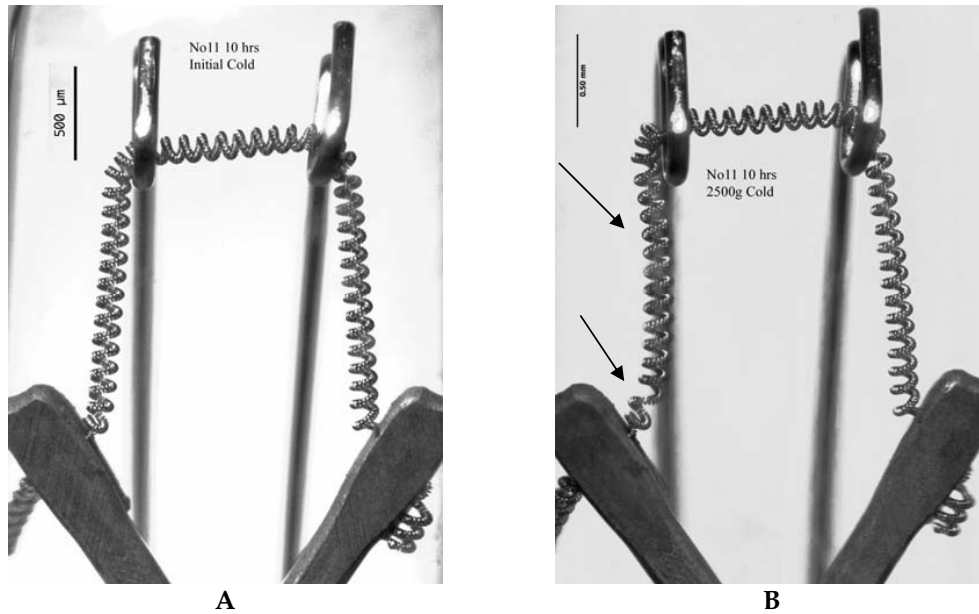 No11 10 hrs
Initial Cold
500 µm
0.50 mm
No11 10 hrs
2500g Cold
A
B